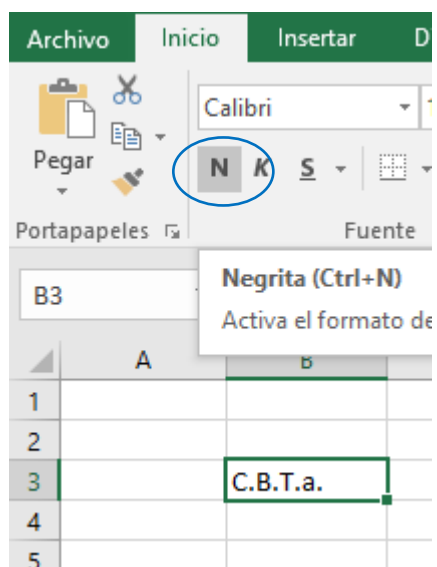 Archivo Inicio Insertar D
Calibri
Pegar N K S
Portapapeles Fuente
Negrita (Ctrl+N)
B3
Activa el formato de
A B
1
2
3 C.B.T.a.
4
5